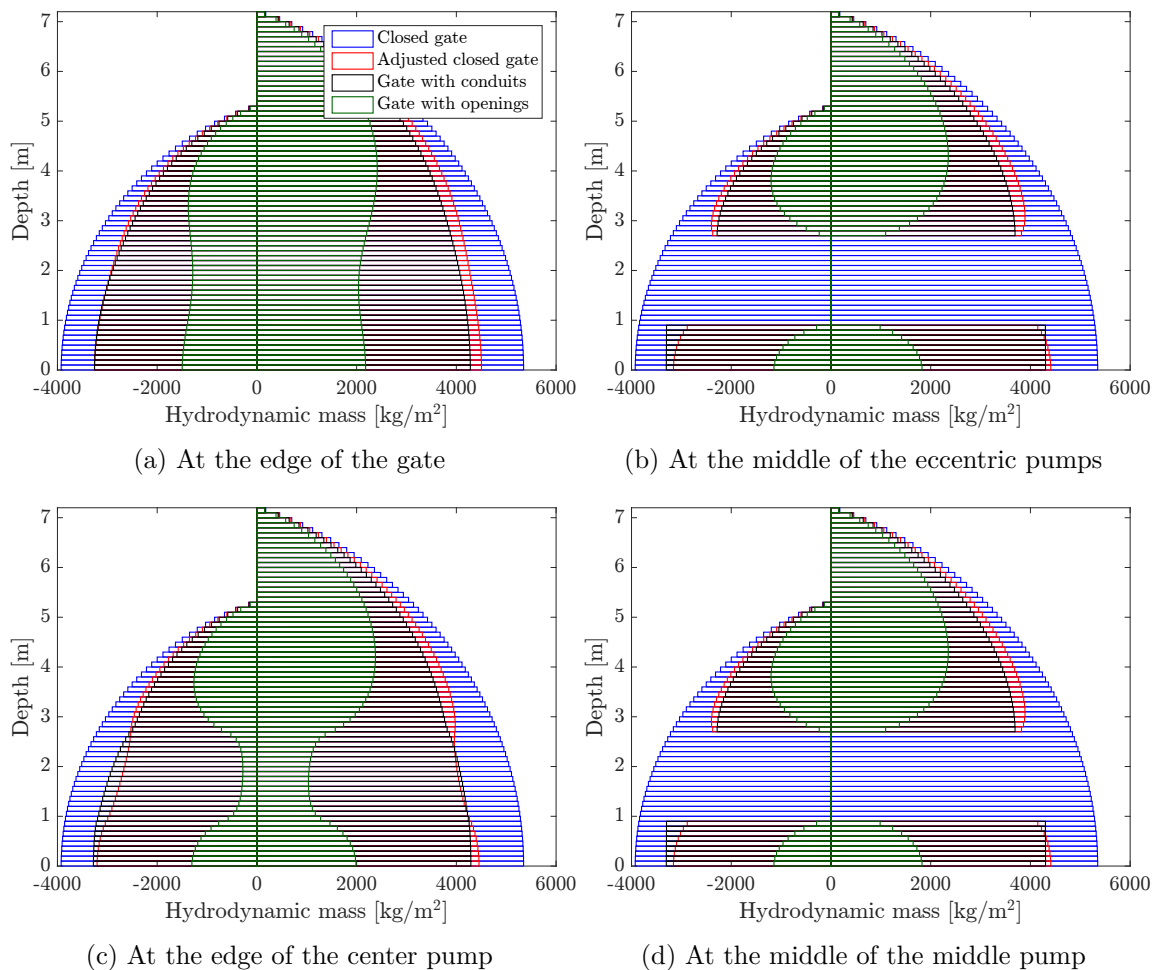 7
6
5
4
3
2
1
0
Depth [m]
Closed gate
Adjusted closed gate
Gate with conduits
Gate with openings
-4000 -2000 0 2000 4000 6000
Hydrodynamic mass [kg/m²]
(a) At the edge of the gate
7
6
5
4
3
2
1
0
Depth [m]
-4000 -2000 0 2000 4000 6000
Hydrodynamic mass [kg/m²]
(b) At the middle of the eccentric pumps
7
6
5
4
3
2
1
0
Depth [m]
-4000 -2000 0 2000 4000 6000
Hydrodynamic mass [kg/m²]
(c) At the edge of the center pump
7
6
5
4
3
2
1
0
Depth [m]
-4000 -2000 0 2000 4000 6000
Hydrodynamic mass [kg/m²]
(d) At the middle of the middle pump